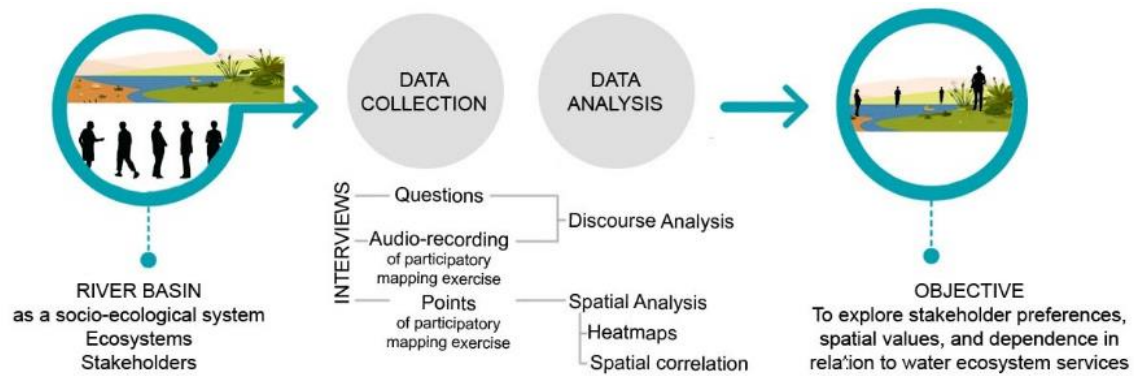 RIVER BASIN
as a socio-ecological system
Ecosystems
Stakeholders
DATA
COLLECTION
DATA
ANALYSIS
INTERVIEWS
Questions
Audio-recording
of participatory
mapping exercise
Points
of participatory
mapping exercise
Discourse Analysis
Spatial Analysis
Heatmaps
Spatial correlation
OBJECTIVE
To explore stakeholder preferences,
spatial values, and dependence in
relation to water ecosystem services